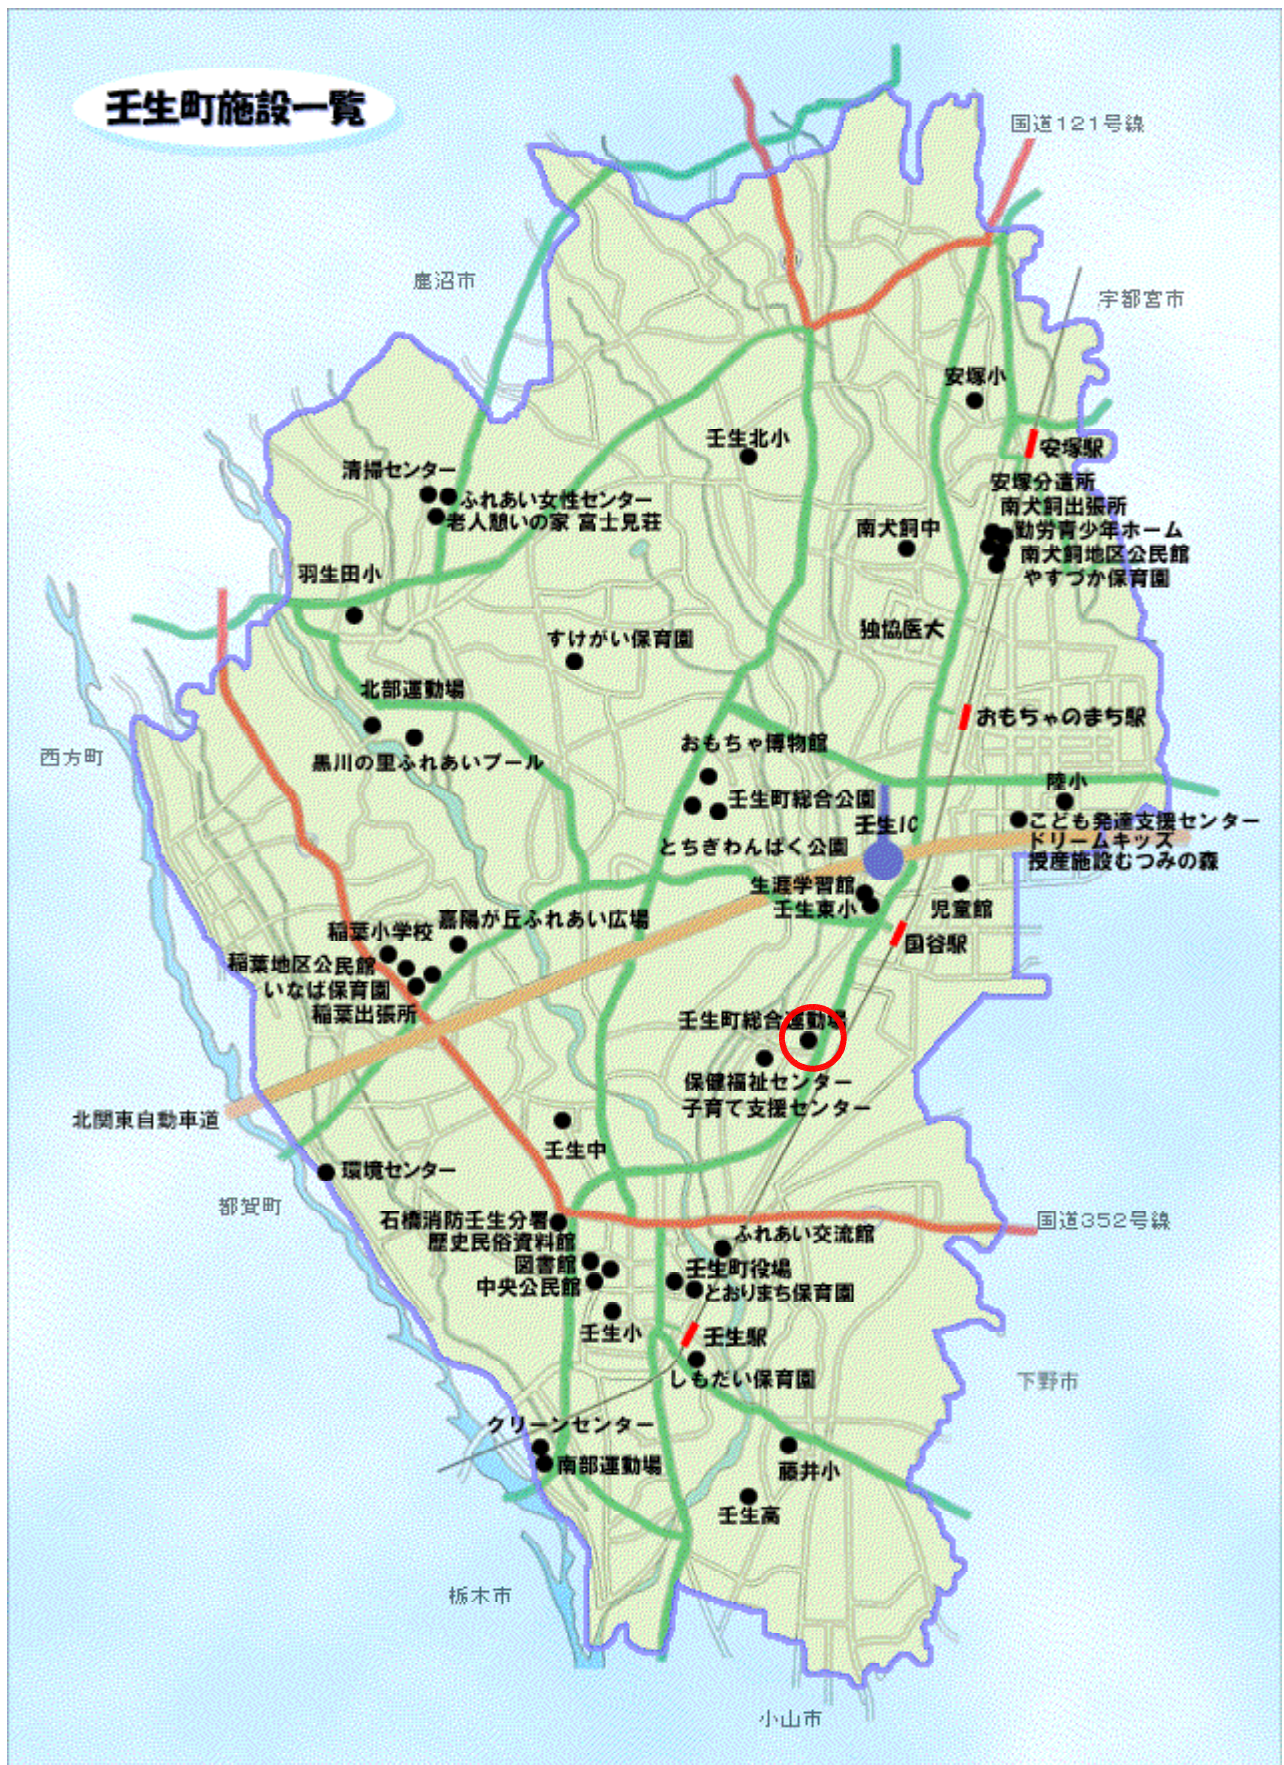 壬生町施設一覧
国道121号線
鹿沼市
宇都宮市
安塚小
壬生北小
安塚駅
清掃センター
安塚分遣所
ふれあい女性センター
南犬飼出張所
老人憩いの家 富士見荘
南犬飼中
勤労青少年ホーム
南犬飼地区公民館
羽生田小
やすづか保育園
独協医大
すけがい保育園
北部運動場
おもちゃのまち駅
おもちゃ博物館
西方町
黒川の里ふれあいプール
陸小
壬生町総合公園
壬生IC
こども発達支援センター
ドリームキッズ
とちぎわんぱく公園
授産施設むつみの森
生涯学習館
壬生東小
児童館
嘉陽が丘ふれあい広場
稲葉小学校
国谷駅
稲葉地区公民館
いなば保育園
稲葉出張所
壬生町総合運動場
保健福祉センター
子育て支援センター
北関東自動車道
壬生中
環境センター
都賀町
石橋消防壬生分署
国道352号線
歴史民俗資料館
ふれあい交流館
図書館
壬生町役場
中央公民館
とおりまち保育園
壬生小
壬生駅
しもだい保育園
下野市
クリーンセンター
南部運動場
藤井小
壬生高
栃木市
小山市